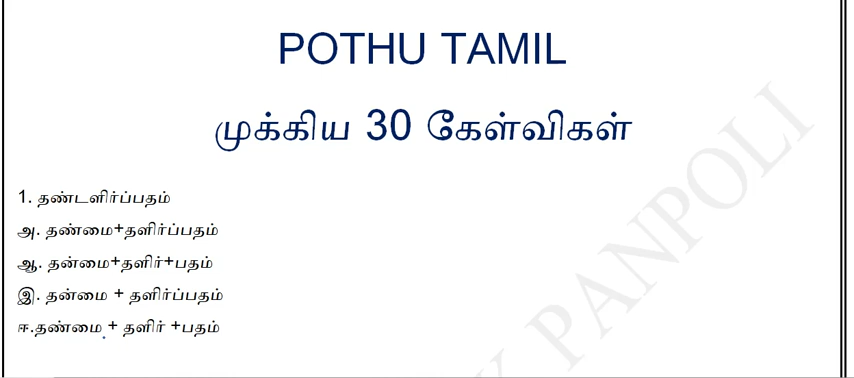 POTHU TAMIL
முக்கிய 30 கேள்விகள்
1. தண்டளிர்ப்பதம்
அ. தண்மை+தளிர்ப்பதம்
ஆ. தன்மை+தளிர்+பதம்
இ. தன்மை + தளிர்ப்பதம்
ஈ.தண்மை + தளிர் +பதம்
K PANPOLI